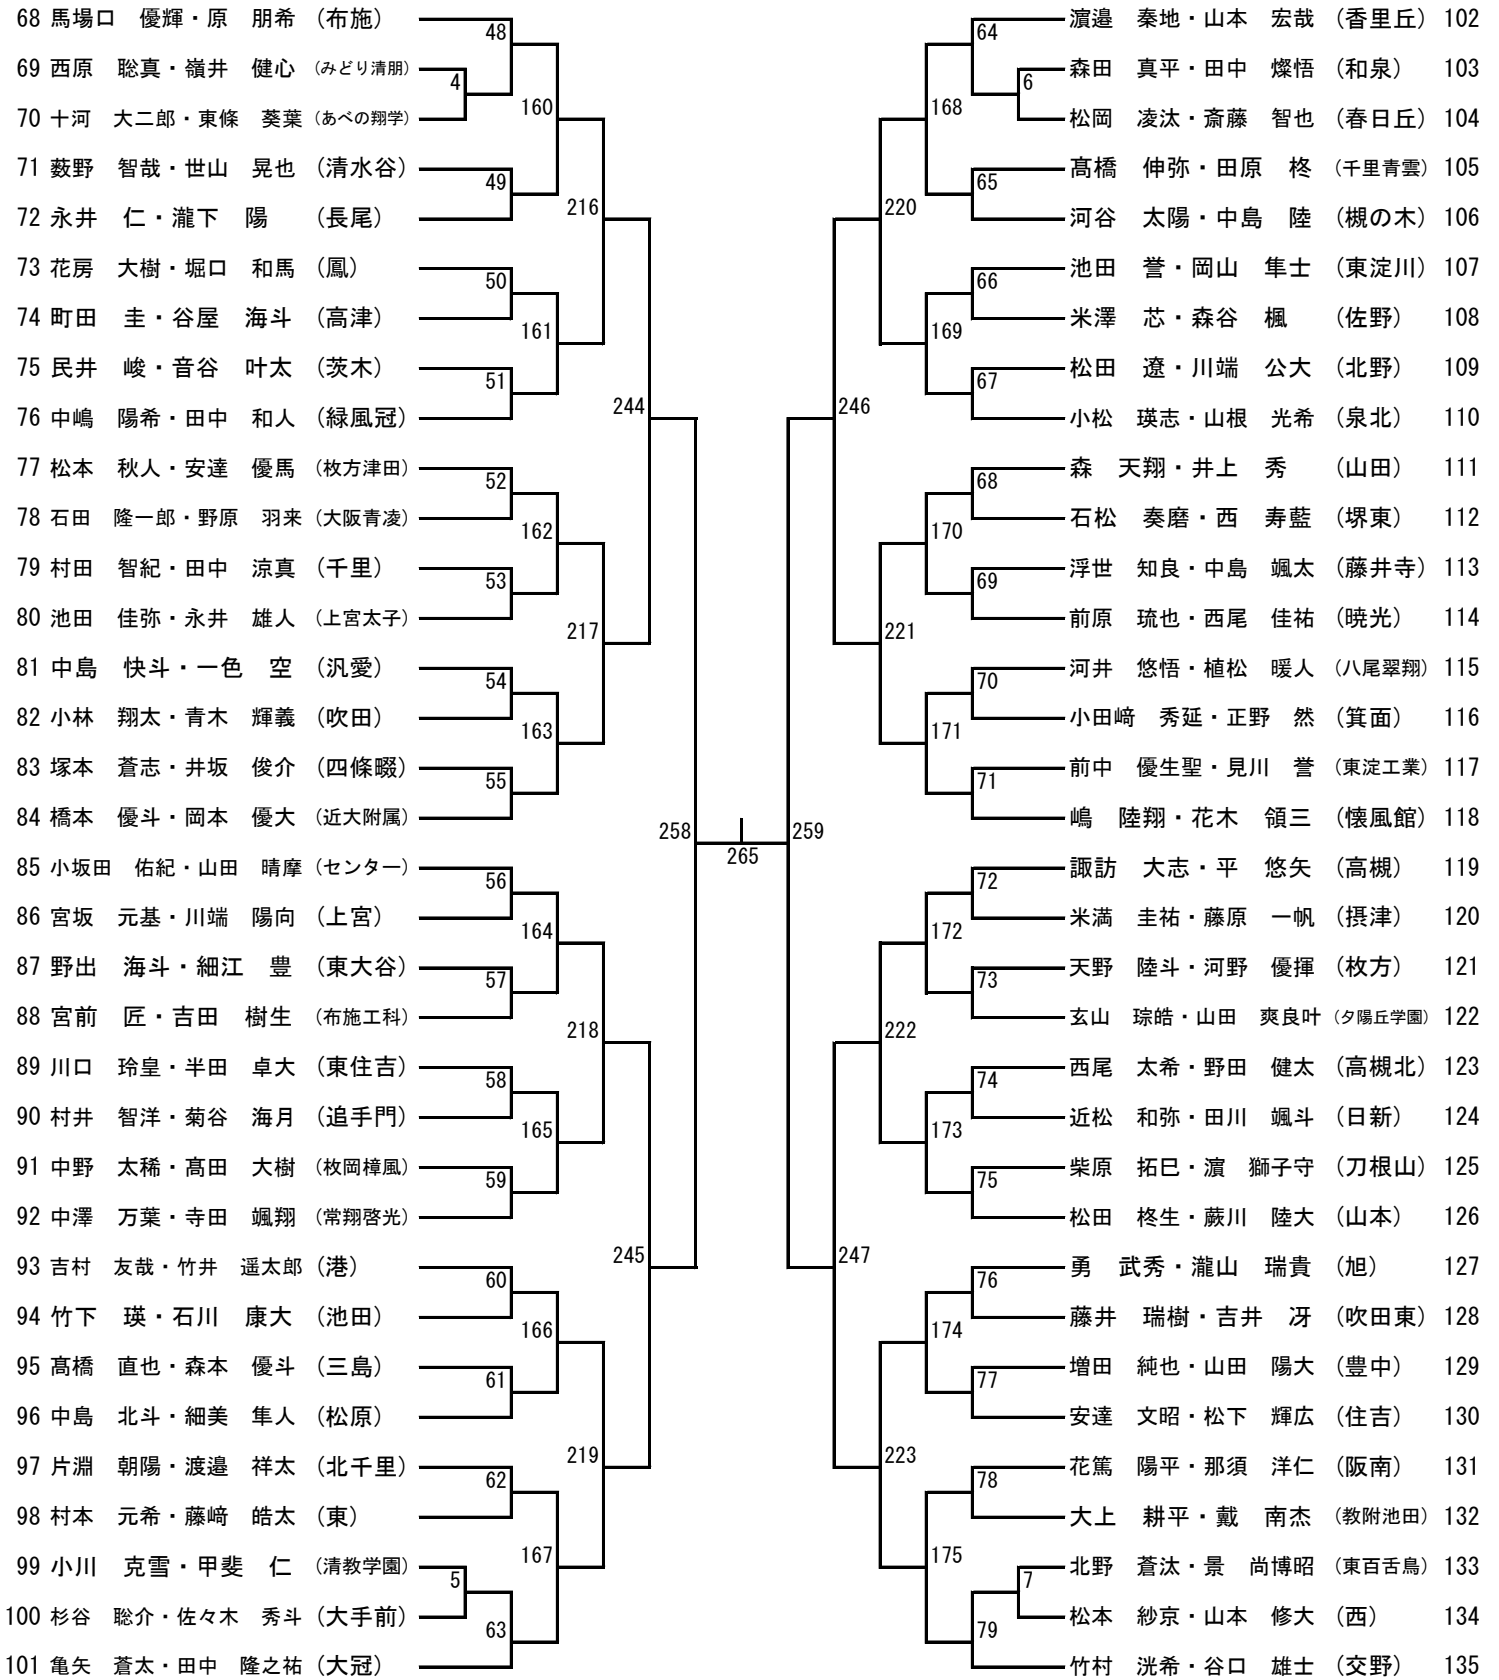 68 馬場口　優輝・原　朋希 （布施）
48
69 西原　聡真・嶺井　健心 （みどり清朋）
4
70 十河　大二郎・東條　葵葉 （あべの翔学）
160
71 薮野　智哉・世山　晃也 （清水谷）
49
72 永井　仁・瀧下　陽 （長尾）
216
73 花房　大樹・堀口　和馬 （鳳）
50
74 町田　圭・谷屋　海斗 （高津）
161
75 民井　峻・音谷　叶太 （茨木）
51
76 中嶋　陽希・田中　和人 （緑風冠）
244
77 松本　秋人・安達　優馬 （枚方津田）
52
78 石田　隆一郎・野原　羽来 （大阪青凌）
162
79 村田　智紀・田中　涼真 （千里）
53
80 池田　佳弥・永井　雄人 （上宮太子）
217
81 中島　快斗・一色　空 （汎愛）
54
82 小林　翔太・青木　輝義 （吹田）
163
83 塚本　蒼志・井坂　俊介 （四條畷）
55
84 橋本　優斗・岡本　優大 （近大附属）
258
85 小坂田　佑紀・山田　晴摩 （センター）
56
86 宮坂　元基・川端　陽向 （上宮）
164
87 野出　海斗・細江　豊 （東大谷）
57
88 宮前　匠・吉田　樹生 （布施工科）
218
89 川口　玲皇・半田　卓大 （東住吉）
58
90 村井　智洋・菊谷　海月 （追手門）
165
91 中野　太稀・髙田　大樹 （枚岡樟風）
59
92 中澤　万葉・寺田　颯翔 （常翔啓光）
245
93 吉村　友哉・竹井　遥太郎 （港）
60
94 竹下　瑛・石川　康大 （池田）
166
95 髙橋　直也・森本　優斗 （三島）
61
96 中島　北斗・細美　隼人 （松原）
219
97 片淵　朝陽・渡邉　祥太 （北千里）
62
98 村本　元希・藤﨑　皓太 （東）
167
99 小川　克雪・甲斐　仁 （清教学園）
5
100 杉谷　聡介・佐々木　秀斗 （大手前）
63
101 亀矢　蒼太・田中　隆之祐 （大冠）
265
濵邉　秦地・山本　宏哉 （香里丘） 102
64
森田　真平・田中　燦悟 （和泉） 103
6
松岡　凌汰・斎藤　智也 （春日丘） 104
168
髙橋　伸弥・田原　柊 （千里青雲） 105
65
河谷　太陽・中島　陸 （槻の木） 106
220
池田　誉・岡山　隼士 （東淀川） 107
66
米澤　芯・森谷　楓 （佐野） 108
169
松田　遼・川端　公大 （北野） 109
67
小松　瑛志・山根　光希 （泉北） 110
246
森　天翔・井上　秀 （山田） 111
68
石松　奏磨・西　寿藍 （堺東） 112
170
浮世　知良・中島　颯太 （藤井寺） 113
69
前原　琉也・西尾　佳祐 （暁光） 114
221
河井　悠悟・植松　暖人 （八尾翠翔） 115
70
小田﨑　秀延・正野　然 （箕面） 116
171
前中　優生聖・見川　誉 （東淀工業） 117
71
嶋　陸翔・花木　領三 （懐風館） 118
259
諏訪　大志・平　悠矢 （高槻） 119
72
米満　圭祐・藤原　一帆 （摂津） 120
172
天野　陸斗・河野　優揮 （枚方） 121
73
玄山　琮皓・山田　爽良叶 （夕陽丘学園） 122
222
西尾　太希・野田　健太 （高槻北） 123
74
近松　和弥・田川　颯斗 （日新） 124
173
柴原　拓巳・濵　獅子守 （刀根山） 125
75
松田　柊生・蕨川　陸大 （山本） 126
247
勇　武秀・瀧山　瑞貴 （旭） 127
76
藤井　瑞樹・吉井　冴 （吹田東） 128
174
増田　純也・山田　陽大 （豊中） 129
77
安達　文昭・松下　輝広 （住吉） 130
223
花篤　陽平・那須　洋仁 （阪南） 131
78
大上　耕平・戴　南杰 （教附池田） 132
175
北野　蒼汰・景　尚博昭 （東百舌鳥） 133
7
松本　紗京・山本　修大 （西） 134
79
竹村　洸希・谷口　雄士 （交野） 135